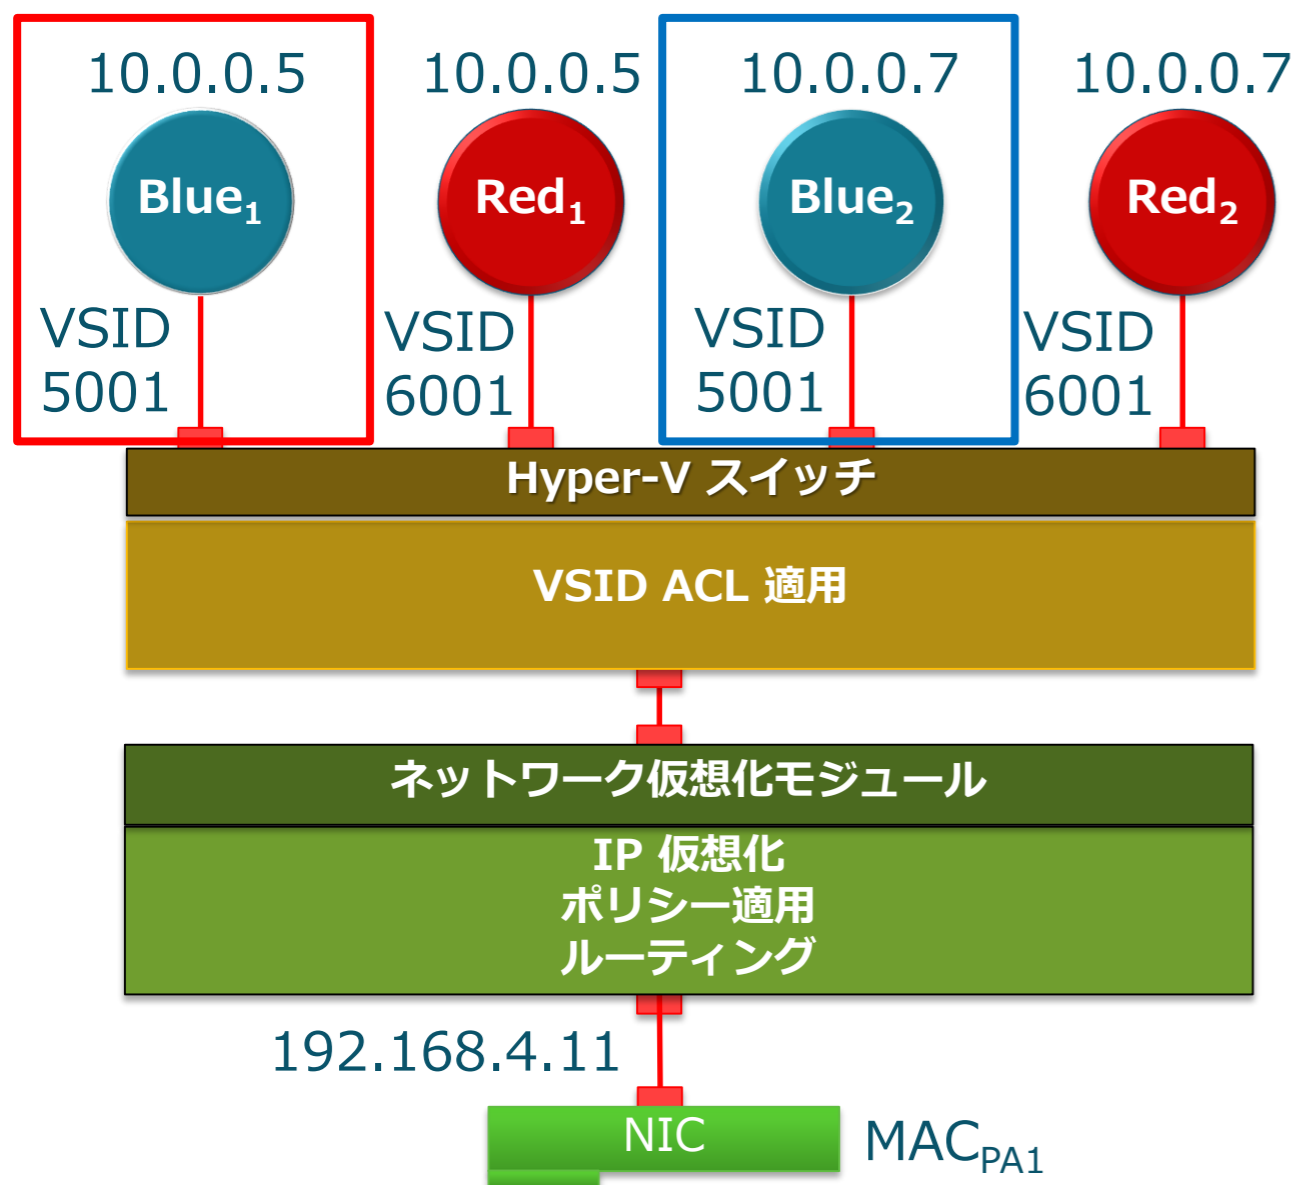 10.0.0.5
10.0.0.5
10.0.0.7
10.0.0.7
Blue1
Red1
Blue2
Red2
VSID
5001
VSID
6001
VSID
5001
VSID
6001
Hyper-V スイッチ
VSID ACL 適用
ネットワーク仮想化モジュール
IP 仮想化
ポリシー適用
ルーティング
192.168.4.11
NIC
MACPA1